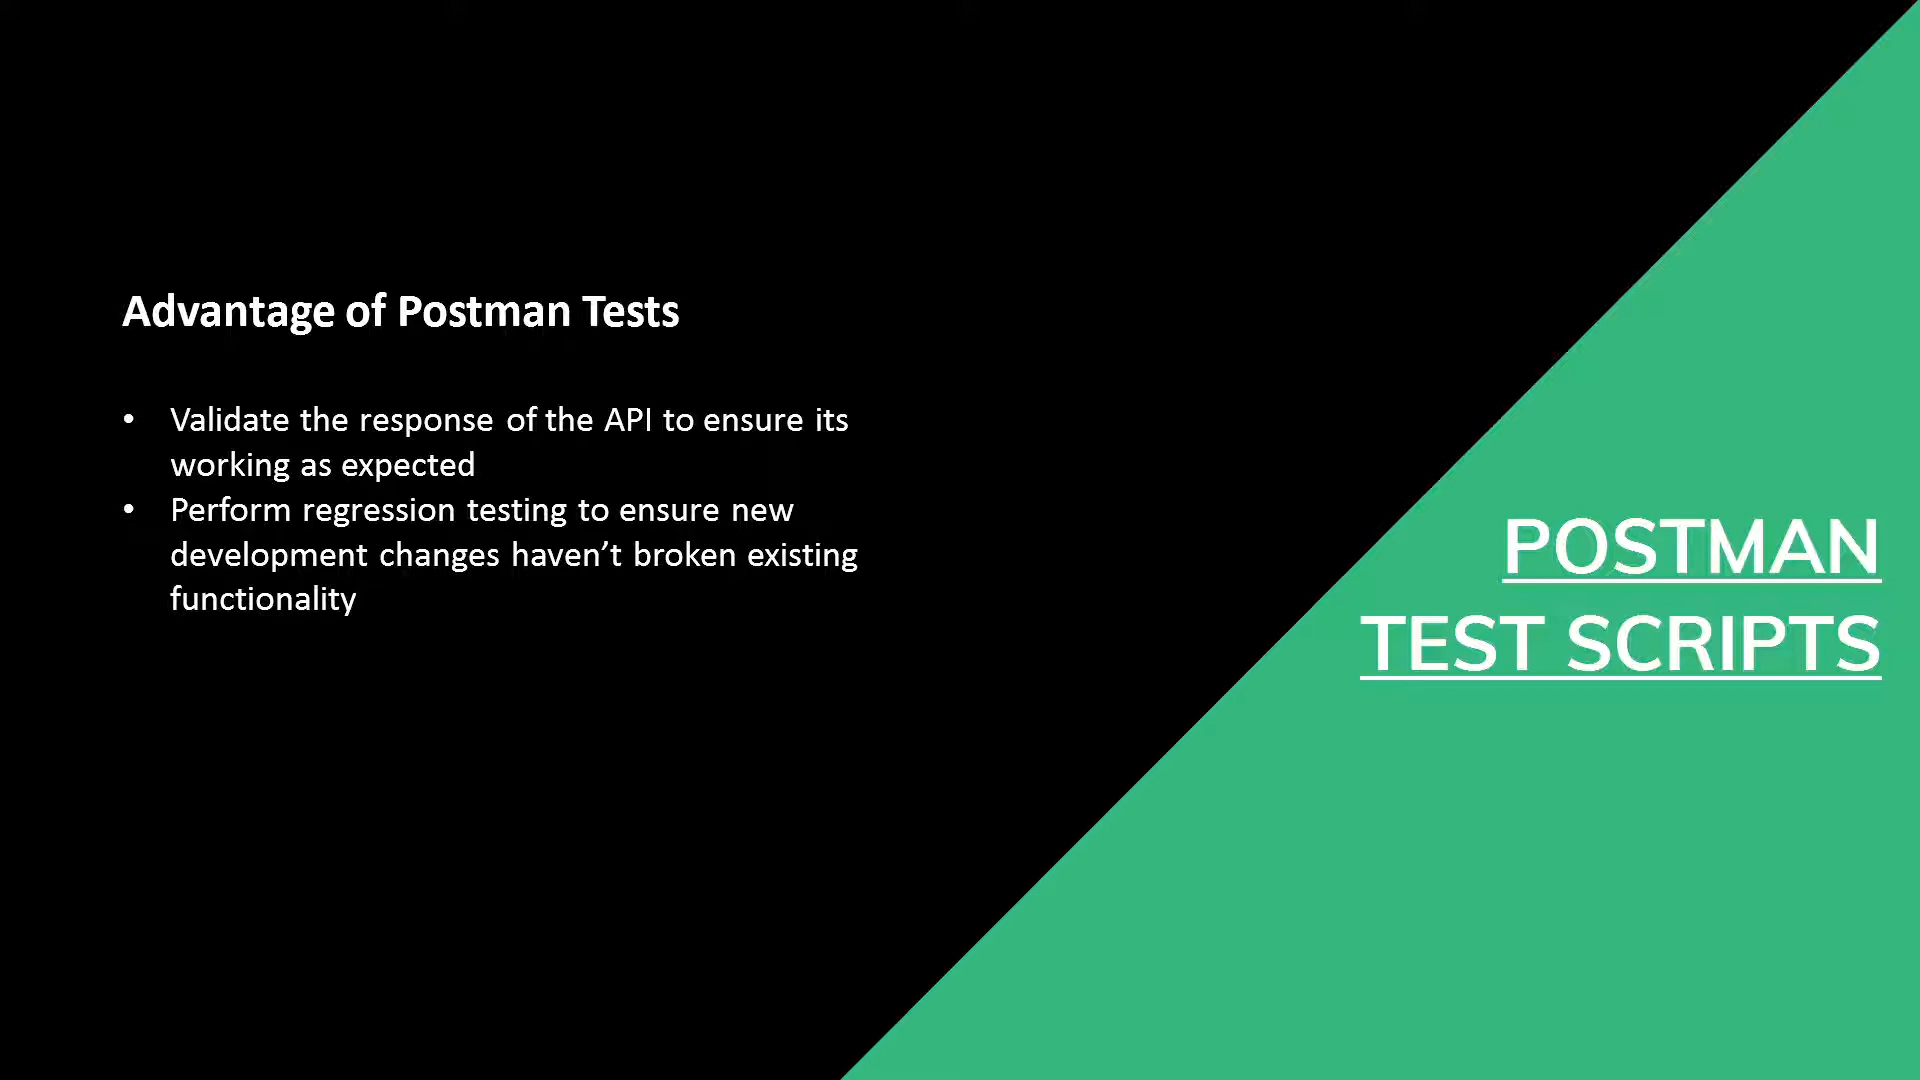 Advantage of Postman Tests
• Validate the response of the API to ensure its
working as expected
• Perform regression testing to ensure new
development changes haven’t broken existing
functionality
POSTMAN
TEST SCRIPTS